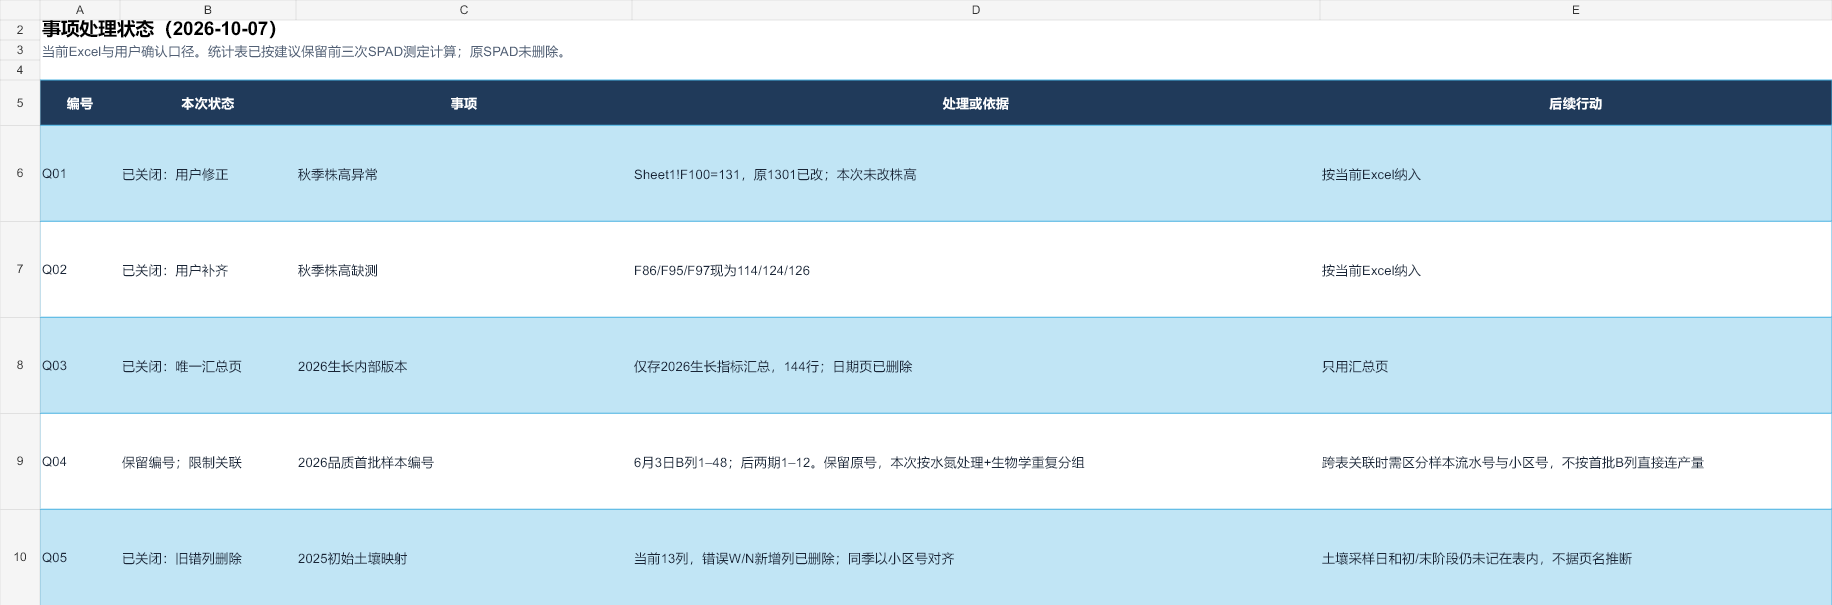 A B C D E
2 事项处理状态（2026-10-07）
3 当前Excel与用户确认口径。统计表已按建议保留前三次SPAD测定计算；原SPAD未删除。
4
5 编号 本次状态 事项 处理或依据 后续行动
6 Q01 已关闭：用户修正 秋季株高异常 Sheet1!F100=131，原1301已改；本次未改株高 按当前Excel纳入
7 Q02 已关闭：用户补齐 秋季株高缺测 F86/F95/F97现为114/124/126 按当前Excel纳入
8 Q03 已关闭：唯一汇总页 2026生长内部版本 仅存2026生长指标汇总，144行；日期页已删除 只用汇总页
9 Q04 保留编号；限制关联 2026品质首批样本编号 6月3日B列1–48；后两期1–12。保留原号，本次按水氮处理+生物学重复分组 跨表关联时需区分样本流水号与小区号，不按首批B列直接连产量
10 Q05 已关闭：旧错列删除 2025初始土壤映射 当前13列，错误W/N新增列已删除；同季以小区号对齐 土壤采样日和初/末阶段仍未记在表内，不据页名推断